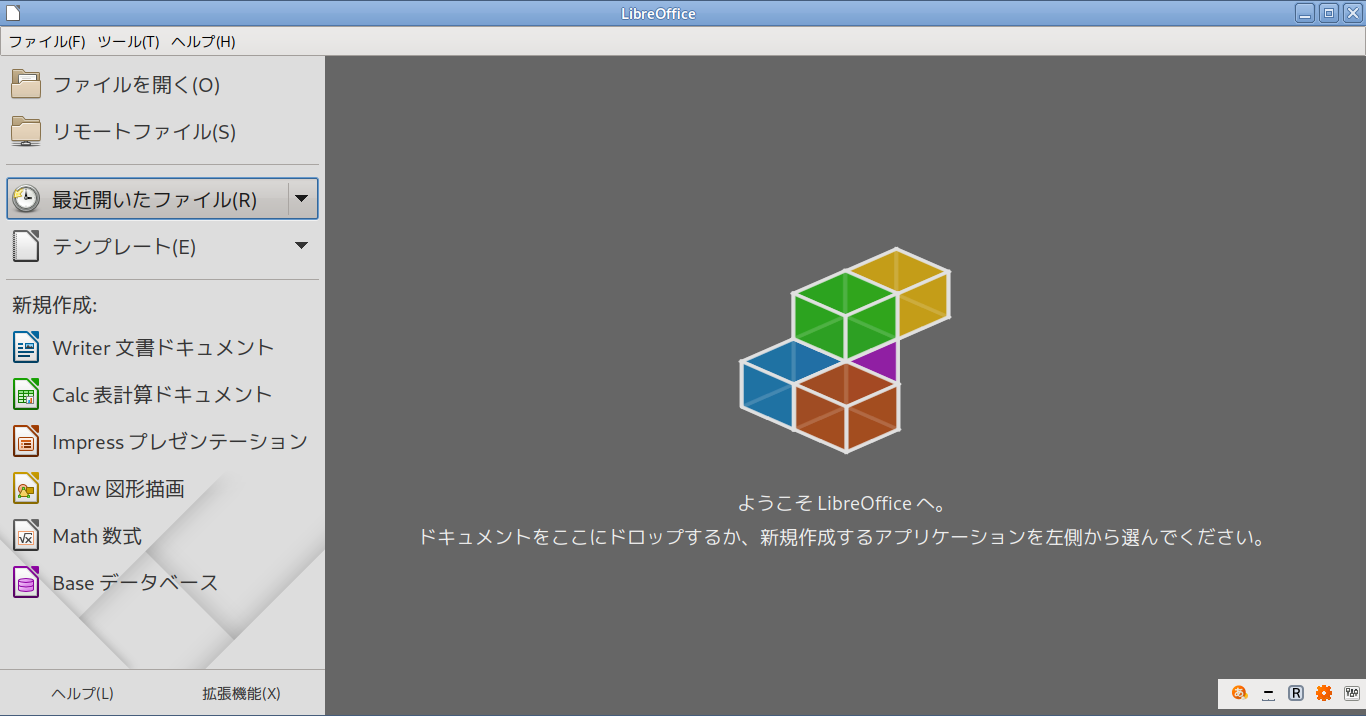 LibreOffice
ファイル(F) ツール(T) ヘルプ(H)
ファイルを開く(O)
リモートファイル(S)
最近開いたファイル(R)
テンプレート(E)
新規作成:
Writer 文書ドキュメント
Calc 表計算ドキュメント
Impress プレゼンテーション
Draw 図形描画
Math 数式
Base データベース
ヘルプ(L) 拡張機能(X)
ようこそ LibreOffice へ。
ドキュメントをここにドロップするか、新規作成するアプリケーションを左側から選んでください。
あ R